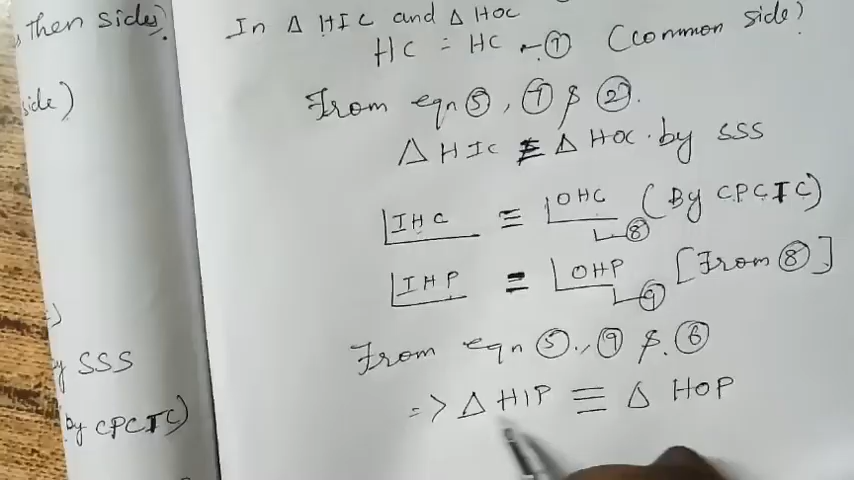 then sides).
side)
=>
by SSS
By CPCTC)
In Δ HIC and Δ HOC
HC = HC -⑦ (common side)
From eqn ⑤, ⑦ & ②.
Δ HIC ≡ Δ HOC . by SSS
∠IHC ≡ ∠OHC (By CPCTC)
⑧
∠IHP ≡ ∠OHP [From ⑧]
⑨
From eqn ⑤, ⑨ & ⑥
=> Δ HIP ≡ Δ HOP